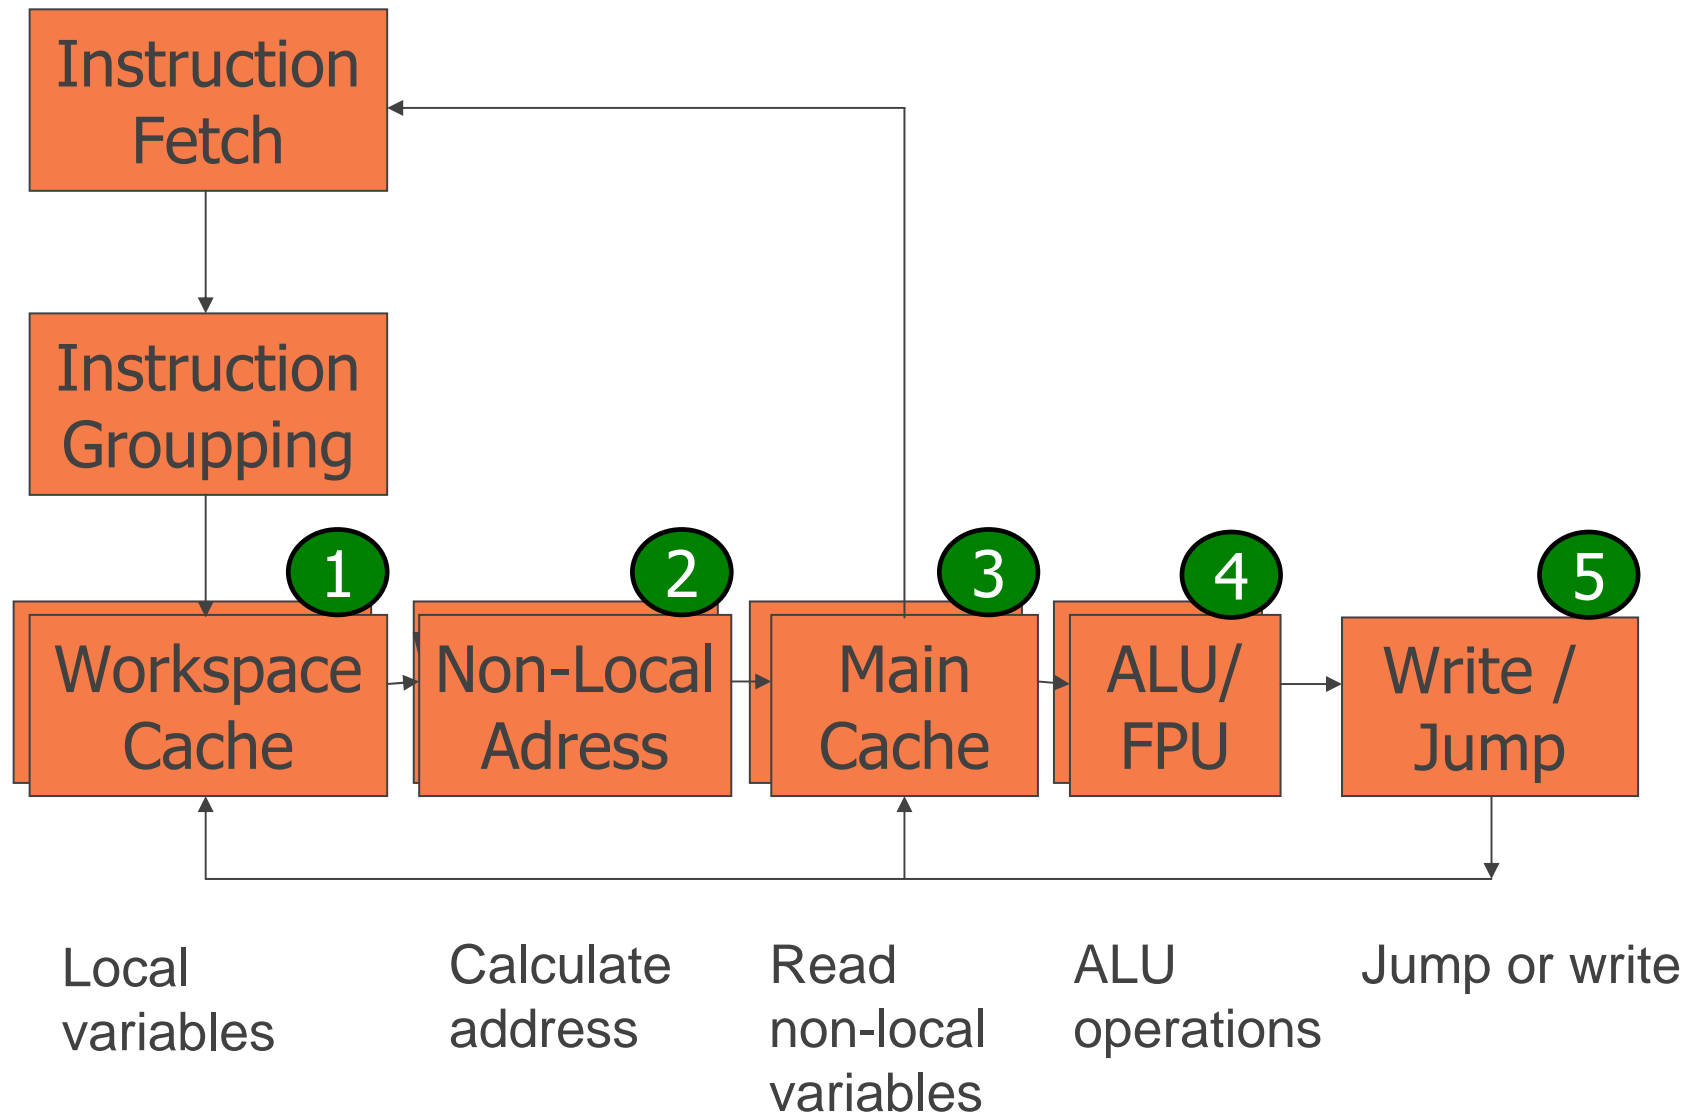 Instruction
Fetch
Instruction
Groupping
1
2
3
4
5
Workspace
Cache
Non-Local
Adress
Main
Cache
ALU/
FPU
Write /
Jump
Local
variables
Calculate
address
Read
non-local
variables
ALU
operations
Jump or write